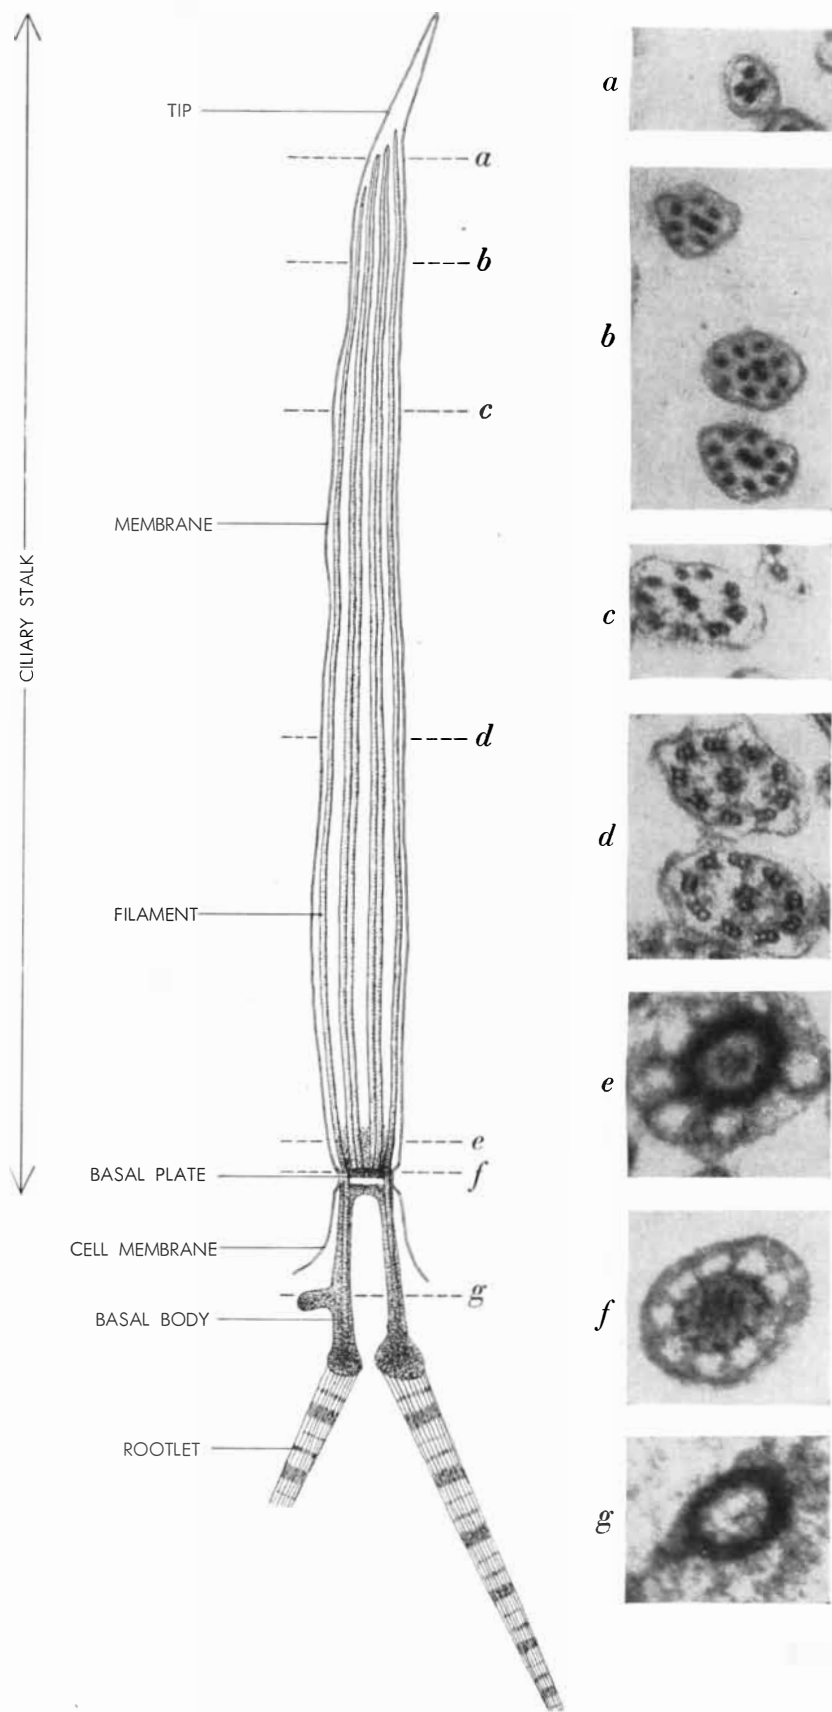 TIP
a
b
c
MEMBRANE
CILIARY STALK
d
FILAMENT
e
BASAL PLATE
f
CELL MEMBRANE
g
BASAL BODY
ROOTLET
a
b
c
d
e
f
g